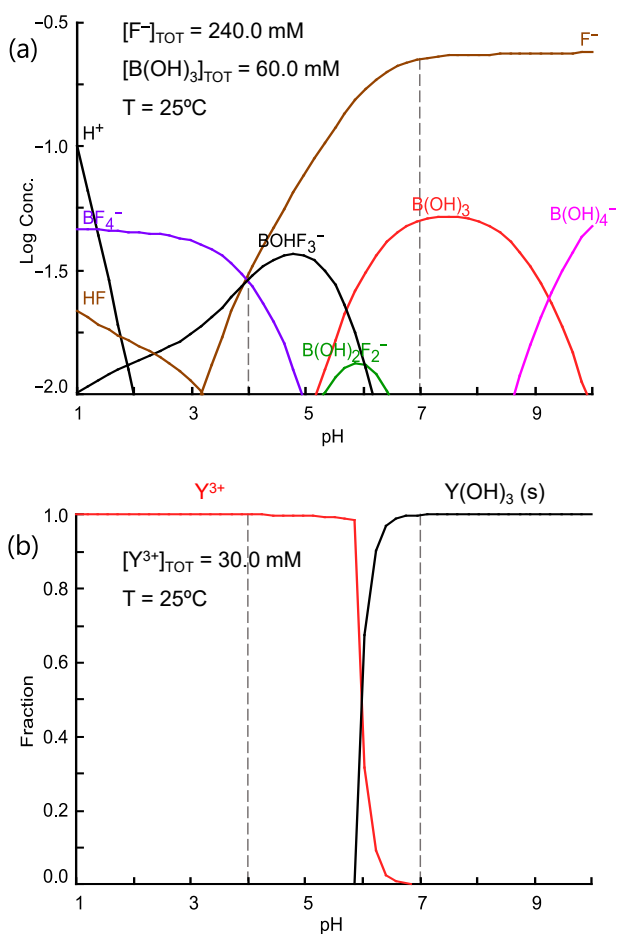 (a)
[F⁻]TOT = 240.0 mM
[B(OH)₃]TOT = 60.0 mM
T = 25ºC
−0.5
−1.0
−1.5
−2.0
Log Conc.
H⁺
BF₄⁻
HF
BOHF₃⁻
B(OH)₂F₂⁻
B(OH)₃
B(OH)₄⁻
F⁻
1 3 5 7 9
pH
Y³⁺ Y(OH)₃ (s)
(b)
[Y³⁺]TOT = 30.0 mM
T = 25ºC
1.0
0.8
0.6
0.4
0.2
0.0
Fraction
1 3 5 7 9
pH